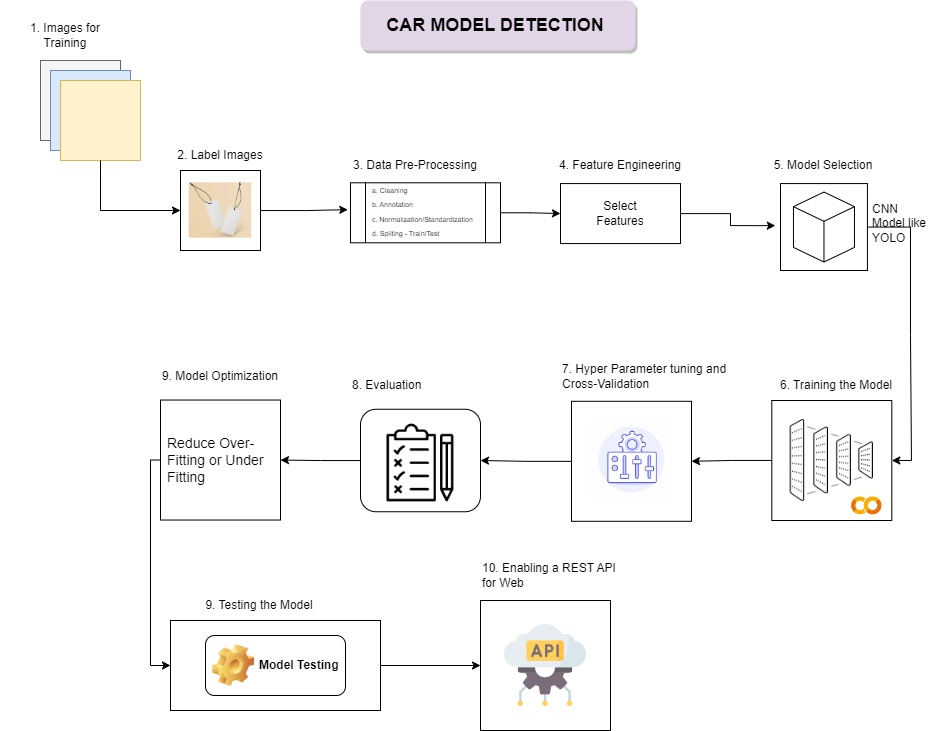 CAR MODEL DETECTION
1. Images for
Training
2. Label Images
3. Data Pre-Processing
a. Cleaning
b. Annotation
c. Normalization/Standardization
d. Spliting - Train/Test
4. Feature Engineering
Select
Features
5. Model Selection
CNN
Model like
YOLO
6. Training the Model
CO
7. Hyper Parameter tuning and
Cross-Validation
8. Evaluation
9. Model Optimization
Reduce Over-
Fitting or Under
Fitting
9. Testing the Model
Model Testing
10. Enabling a REST API
for Web
API